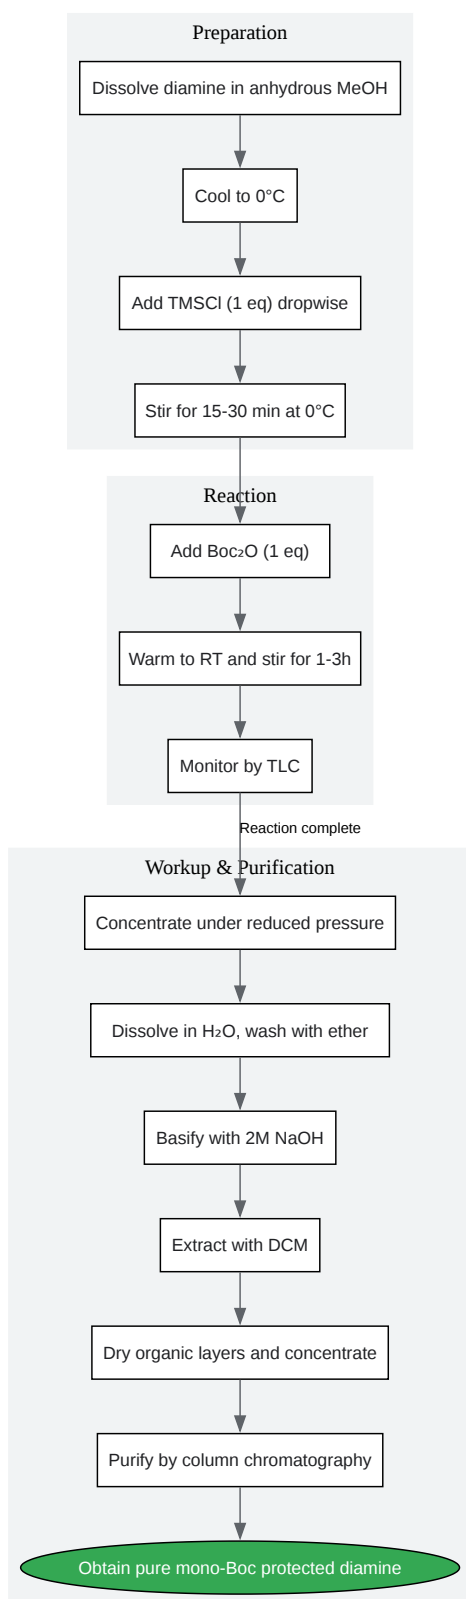 Preparation
Dissolve diamine in anhydrous MeOH
Cool to 0°C
Add TMSCl (1 eq) dropwise
Stir for 15-30 min at 0°C
Reaction
Add Boc₂O (1 eq)
Warm to RT and stir for 1-3h
Monitor by TLC
Reaction complete
Workup & Purification
Concentrate under reduced pressure
Dissolve in H₂O, wash with ether
Basify with 2M NaOH
Extract with DCM
Dry organic layers and concentrate
Purify by column chromatography
Obtain pure mono-Boc protected diamine